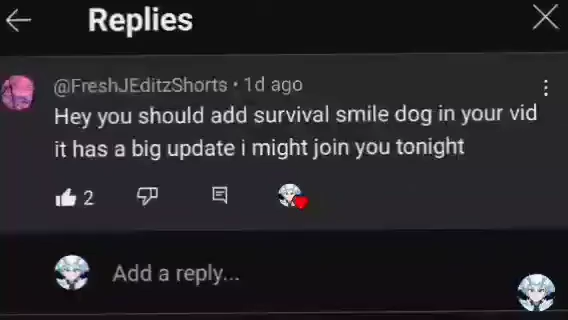 Replies
@FreshJEditzShorts • 1d ago
Hey you should add survival smile dog in your vid
it has a big update i might join you tonight
2
Add a reply...